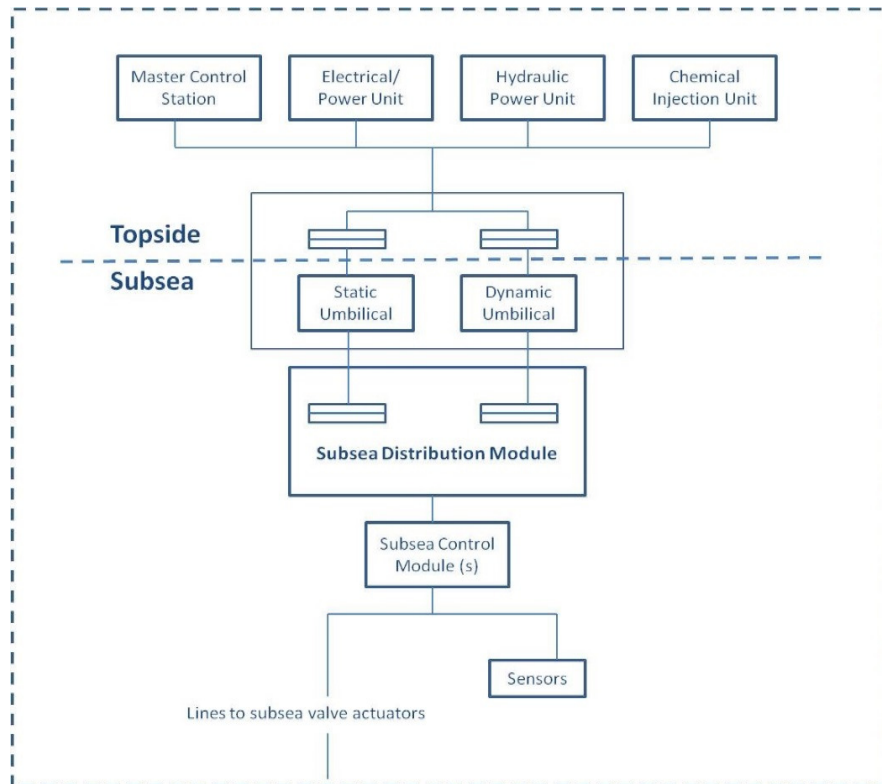 Master Control
Station
Electrical/
Power Unit
Hydraulic
Power Unit
Chemical
Injection Unit
Topside
Subsea
Static
Umbilical
Dynamic
Umbilical
Subsea Distribution Module
Subsea Control
Module (s)
Sensors
Lines to subsea valve actuators